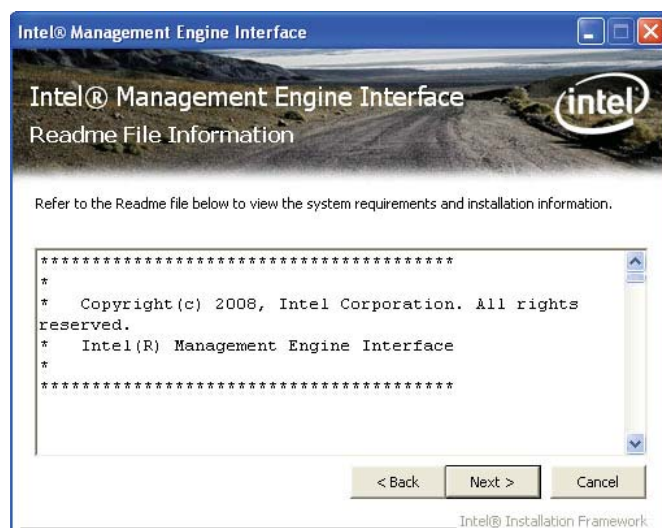 Intel® Management Engine Interface
Intel® Management Engine Interface
intel
Readme File Information
Refer to the Readme file below to view the system requirements and installation information.
****************************************
*
*   Copyright(c) 2008, Intel Corporation. All rights
reserved.
*   Intel(R) Management Engine Interface
*
****************************************
< Back
Next >
Cancel
Intel® Installation Framework